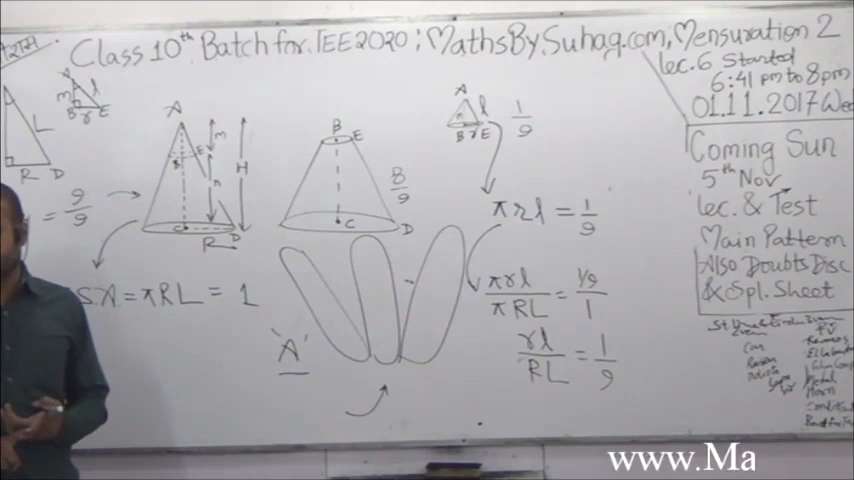 Class 10th Batch for JEE2020; MathsBySuhag.com, Mensuration 2
Lec. 6 Started
6:41 pm to 8pm
01.11.2017 Wed
Coming Sun
5th Nov
Lec. & Test
Main Pattern
Also Doubts Disc
& Spl. Sheet
A
m
l
B r E
L
R D
= 9/9
A
B
E
m
n
H
C
D
R
S.A = πRL = 1
B
E
8/9
C
D
'A'
A
l
B r E
1/9
πrl = 1/9
πrl/πRL = 1/9/1
rl/RL = 1/9
www.Ma